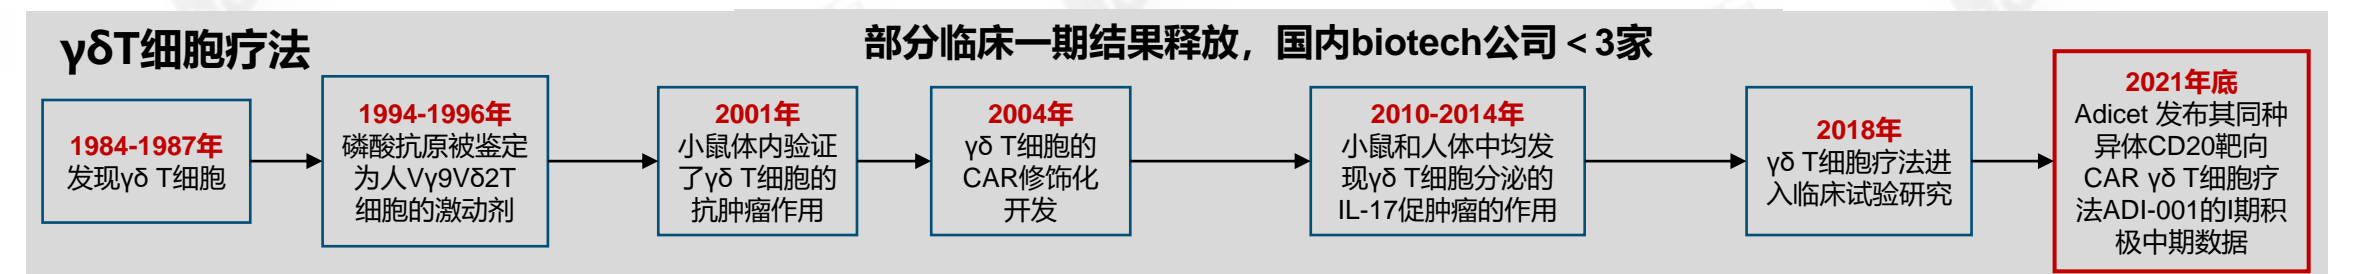 γδT细胞疗法
部分临床一期结果释放，国内biotech公司＜3家
1984-1987年
发现γδ T细胞
1994-1996年
磷酸抗原被鉴定
为人Vγ9Vδ2T
细胞的激动剂
2001年
小鼠体内验证
了γδ T细胞的
抗肿瘤作用
2004年
γδ T细胞的
CAR修饰化
开发
2010-2014年
小鼠和人体中均发
现γδ T细胞分泌的
IL-17促肿瘤的作用
2018年
γδ T细胞疗法进
入临床试验研究
2021年底
Adicet 发布其同种
异体CD20靶向
CAR γδ T细胞疗
法ADI-001的I期积
极中期数据